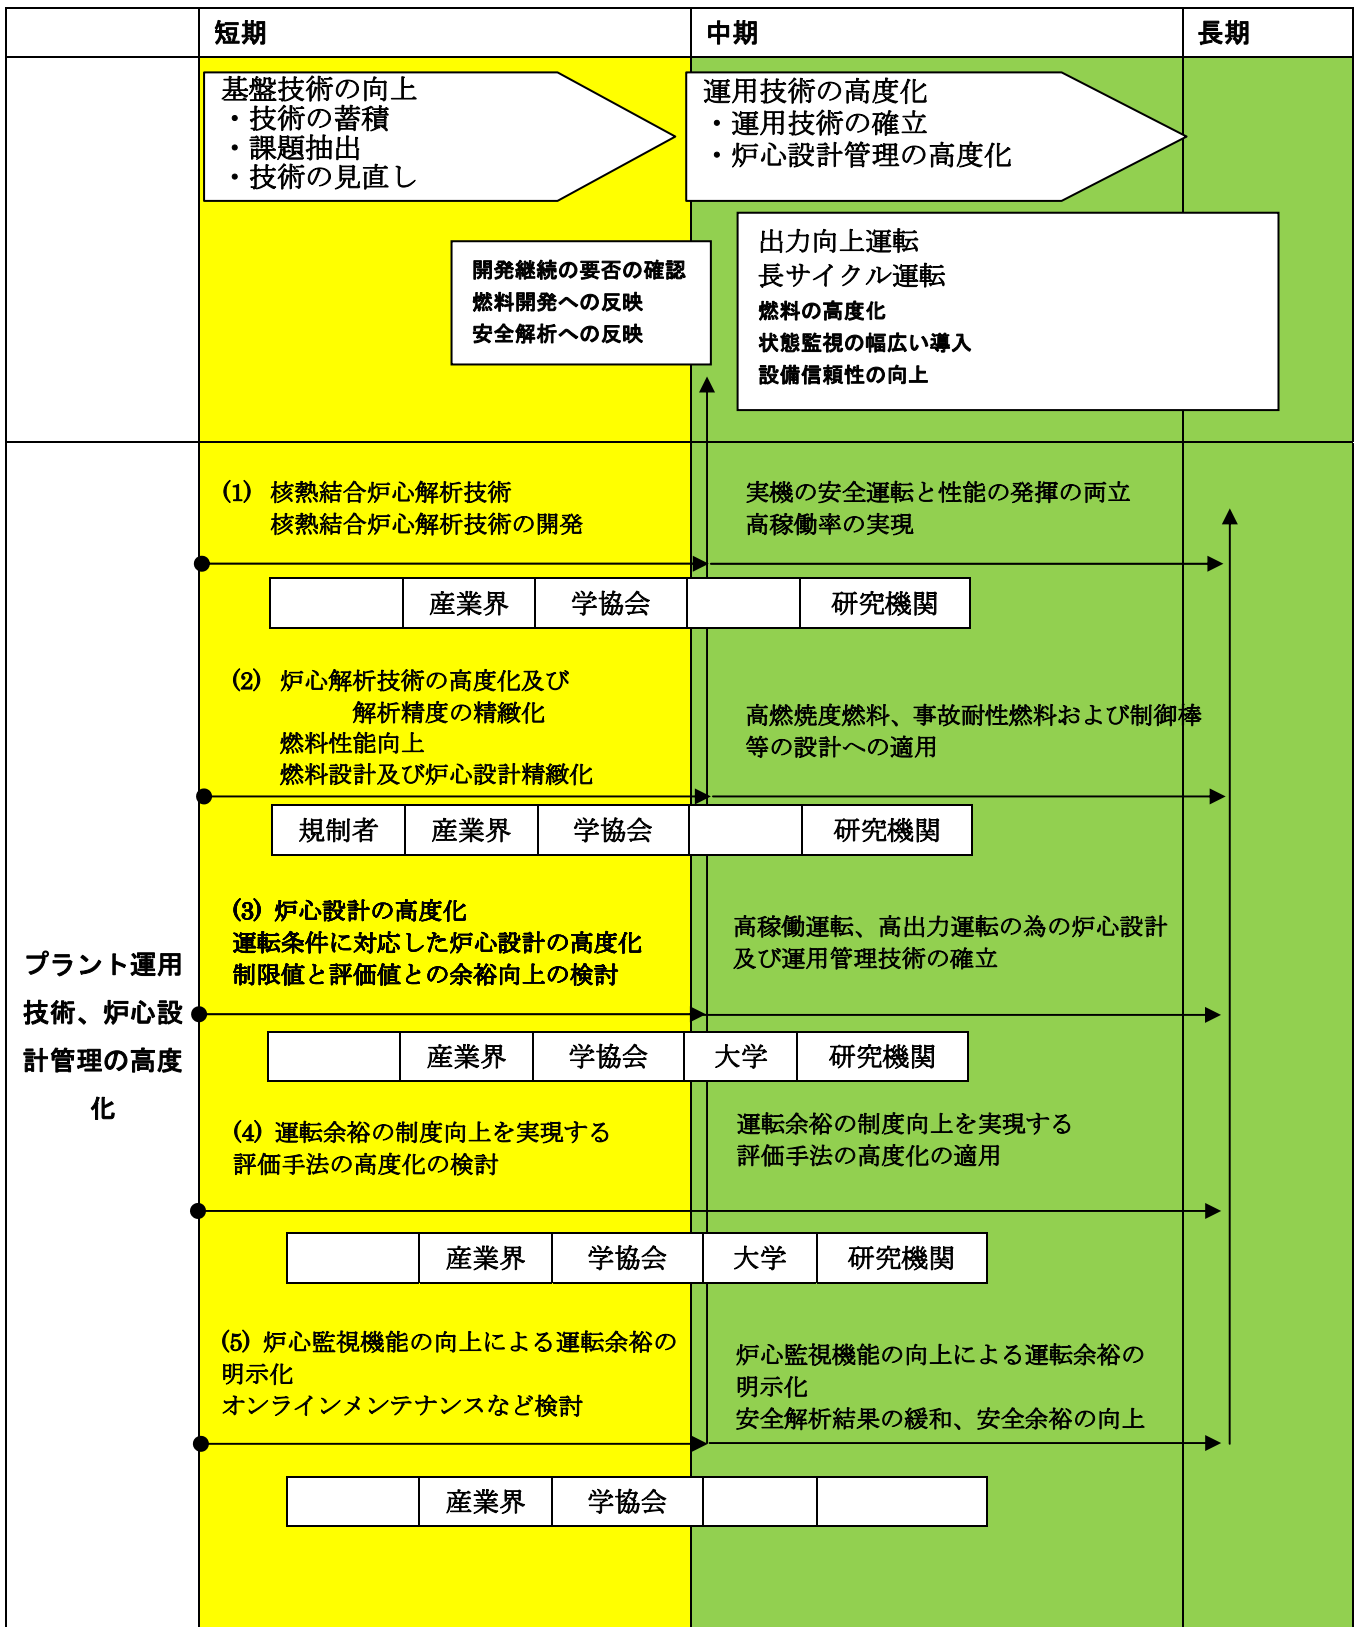 短期
中期
長期
基盤技術の向上
・技術の蓄積
・課題抽出
・技術の見直し
運用技術の高度化
・運用技術の確立
・炉心設計管理の高度化
開発継続の要否の確認
燃料開発への反映
安全解析への反映
出力向上運転
長サイクル運転
燃料の高度化
状態監視の幅広い導入
設備信頼性の向上
プラント運用
技術、炉心設
計管理の高度
化
(1) 核熱結合炉心解析技術
核熱結合炉心解析技術の開発
実機の安全運転と性能の発揮の両立
高稼働率の実現
産業界 学協会 研究機関
(2) 炉心解析技術の高度化及び
解析精度の精緻化
燃料性能向上
燃料設計及び炉心設計精緻化
高燃焼度燃料、事故耐性燃料および制御棒
等の設計への適用
規制者 産業界 学協会 研究機関
(3) 炉心設計の高度化
運転条件に対応した炉心設計の高度化
制限値と評価値との余裕向上の検討
高稼働運転、高出力運転の為の炉心設計
及び運用管理技術の確立
産業界 学協会 大学 研究機関
(4) 運転余裕の制度向上を実現する
評価手法の高度化の検討
運転余裕の制度向上を実現する
評価手法の高度化の適用
産業界 学協会 大学 研究機関
(5) 炉心監視機能の向上による運転余裕の
明示化
オンラインメンテナンスなど検討
炉心監視機能の向上による運転余裕の
明示化
安全解析結果の緩和、安全余裕の向上
産業界 学協会